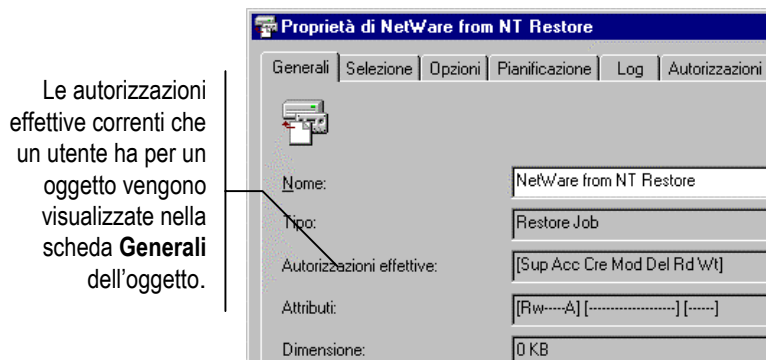 Le autorizzazioni
effettive correnti che
un utente ha per un
oggetto vengono
visualizzate nella
scheda Generali
dell'oggetto.
Proprietà di NetWare from NT Restore
Generali Selezione Opzioni Pianificazione Log Autorizzazioni
Nome: NetWare from NT Restore
Tipo: Restore Job
Autorizzazioni effettive: [Sup Acc Cre Mod Del Rd Wt]
Attributi: [Rw----A] [-------------------] [------]
Dimensione: 0 KB